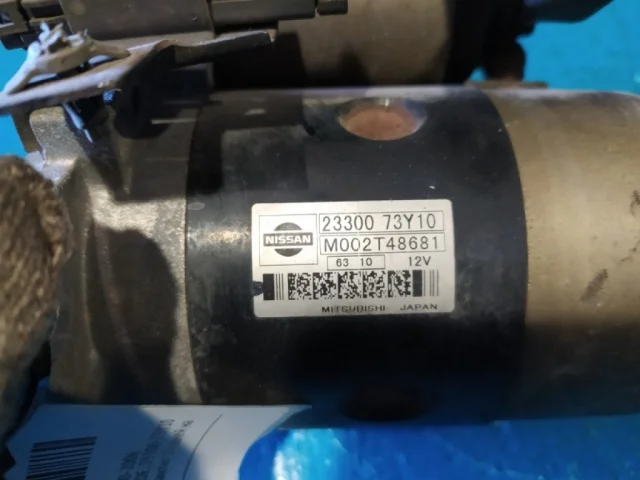 NISSAN
23300 73Y10
M002T48681
63 10 12V
MITSUBISHI JAPAN